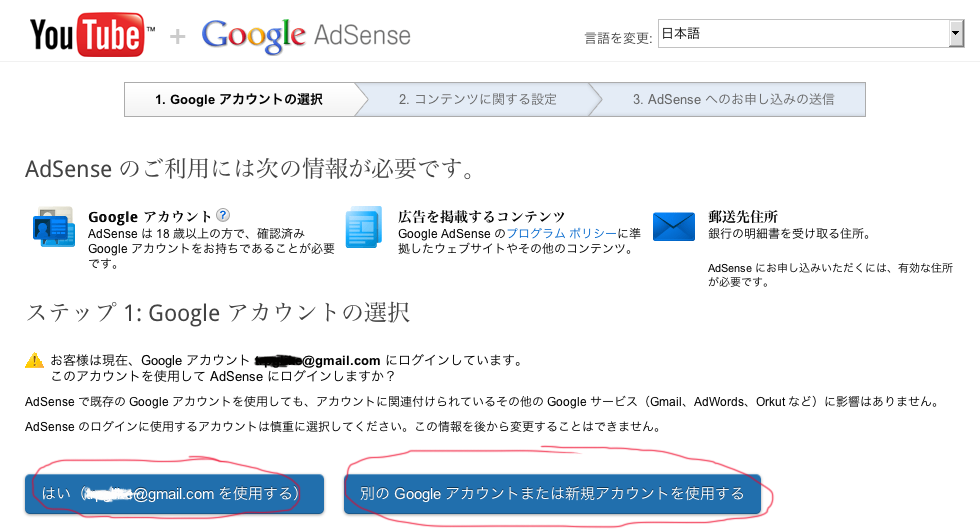 YouTube™ + Google AdSense
言語を変更: 日本語
1. Google アカウントの選択
2. コンテンツに関する設定
3. AdSense へのお申し込みの送信
AdSense のご利用には次の情報が必要です。
Google アカウント ?
AdSense は 18 歳以上の方で、確認済み
Google アカウントをお持ちであることが必要
です。
広告を掲載するコンテンツ
Google AdSense のプログラム ポリシーに準
拠したウェブサイトやその他のコンテンツ。
郵送先住所
銀行の明細書を受け取る住所。
AdSense にお申し込みいただくには、有効な住所
が必要です。
ステップ 1: Google アカウントの選択
お客様は現在、Google アカウント @gmail.com にログインしています。
このアカウントを使用して AdSense にログインしますか？
AdSense で既存の Google アカウントを使用しても、アカウントに関連付けられているその他の Google サービス（Gmail、AdWords、Orkut など）に影響はありません。
AdSense のログインに使用するアカウントは慎重に選択してください。この情報を後から変更することはできません。
はい（@gmail.com を使用する）
別の Google アカウントまたは新規アカウントを使用する